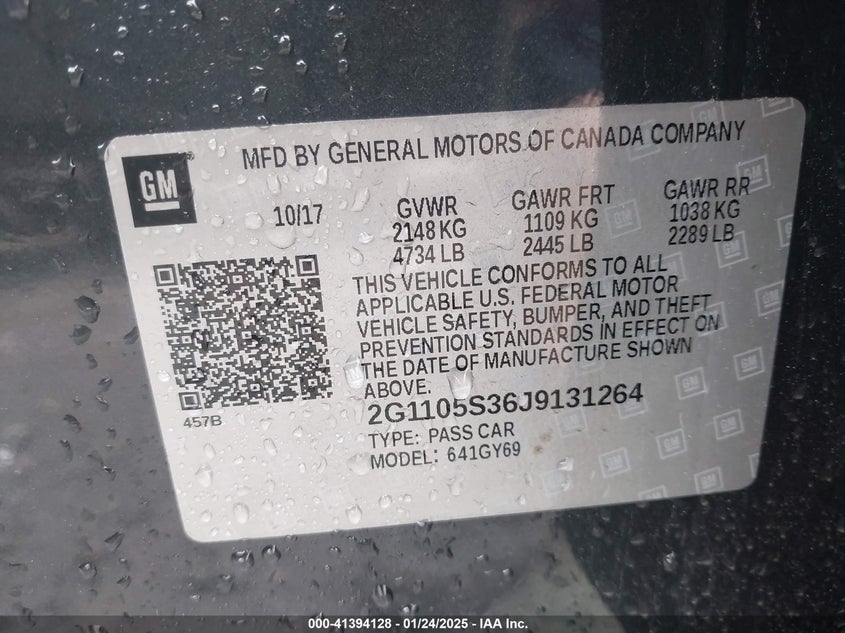 MFD BY GENERAL MOTORS OF CANADA COMPANY
GM
10/17
GVWR
2148 KG
4734 LB
GAWR FRT
1109 KG
2445 LB
GAWR RR
1038 KG
2289 LB
THIS VEHICLE CONFORMS TO ALL
APPLICABLE U.S. FEDERAL MOTOR
VEHICLE SAFETY, BUMPER, AND THEFT
PREVENTION STANDARDS IN EFFECT ON
THE DATE OF MANUFACTURE SHOWN
ABOVE.
457B
2G1105S36J9131264
TYPE: PASS CAR
MODEL: 641GY69
000-41394128 - 01/24/2025 - IAA Inc.